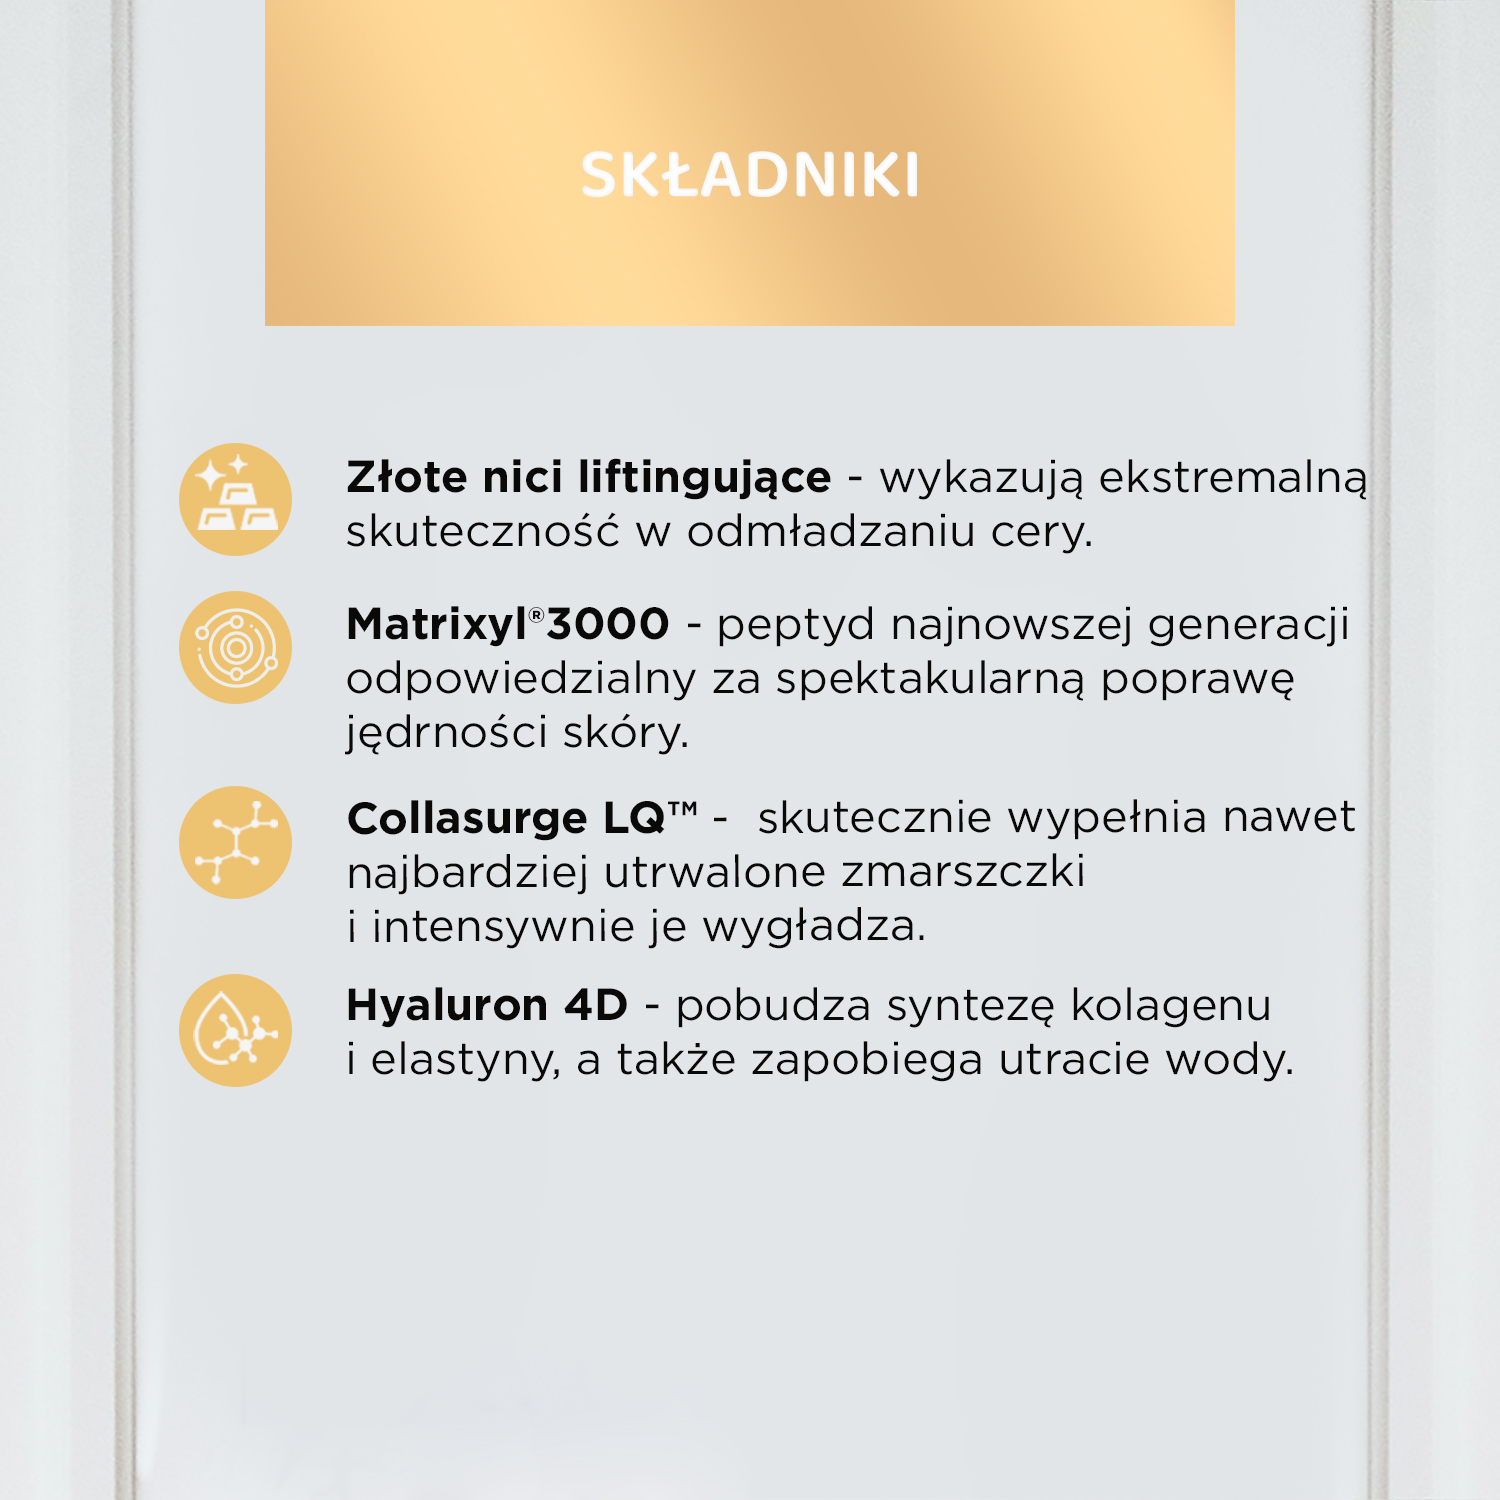 SKŁADNIKI
Złote nici liftingujące - wykazują ekstremalną
skuteczność w odmładzaniu cery.
Matrixyl®3000 - peptyd najnowszej generacji
odpowiedzialny za spektakularną poprawę
jędrności skóry.
Collasurge LQ™ - skutecznie wypełnia nawet
najbardziej utrwalone zmarszczki
i intensywnie je wygładza.
Hyaluron 4D - pobudza syntezę kolagenu
i elastyny, a także zapobiega utracie wody.